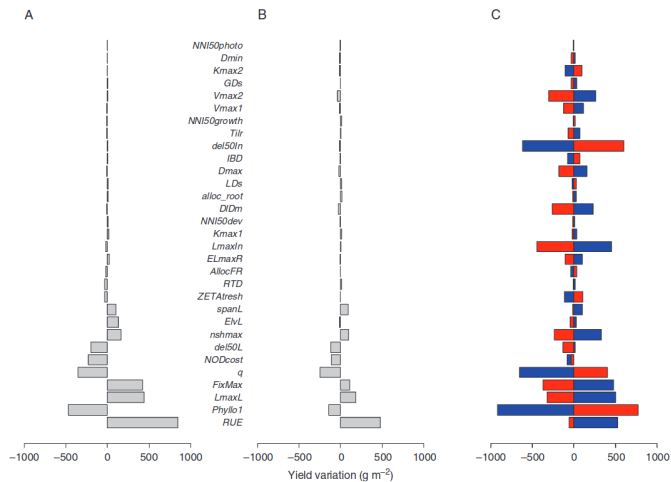 A B C
NNI50photo
Dmin
Kmax2
GDs
Vmax2
Vmax1
NNI50growth
Tilr
del50In
IBD
Dmax
LDs
alloc_root
DIDm
NNI50dev
Kmax1
LmaxIn
ELmaxR
AllocFR
RTD
ZETAtresh
spanL
ElvL
nshmax
del50L
NODcost
q
FixMax
LmaxL
Phyllo1
RUE
−1000 −500 0 500 1000 −1000 −500 0 500 1000 −1000 −500 0 500 1000
Yield variation (g m−2)